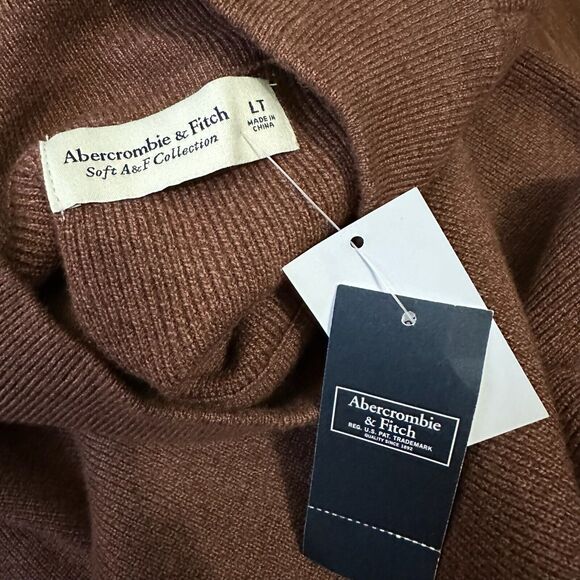 Abercrombie & Fitch
Soft A&F Collection
LT
MADE IN
CHINA
Abercrombie
& Fitch
REG. U.S. PAT. TRADEMARK
QUALITY SINCE 1892